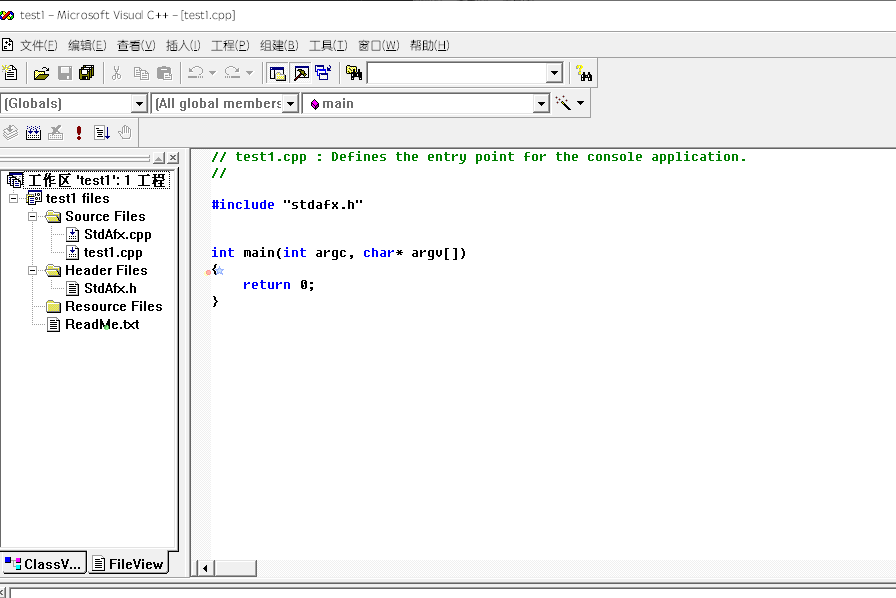 test1 - Microsoft Visual C++ - [test1.cpp]
文件(F) 编辑(E) 查看(V) 插入(I) 工程(P) 组建(B) 工具(T) 窗口(W) 帮助(H)
(Globals) (All global members main
工作区 'test1': 1 工程
test1 files
Source Files
StdAfx.cpp
test1.cpp
Header Files
StdAfx.h
Resource Files
ReadMe.txt
ClassV... FileView
// test1.cpp : Defines the entry point for the console application.
//
#include "stdafx.h"
int main(int argc, char* argv[])
{
return 0;
}